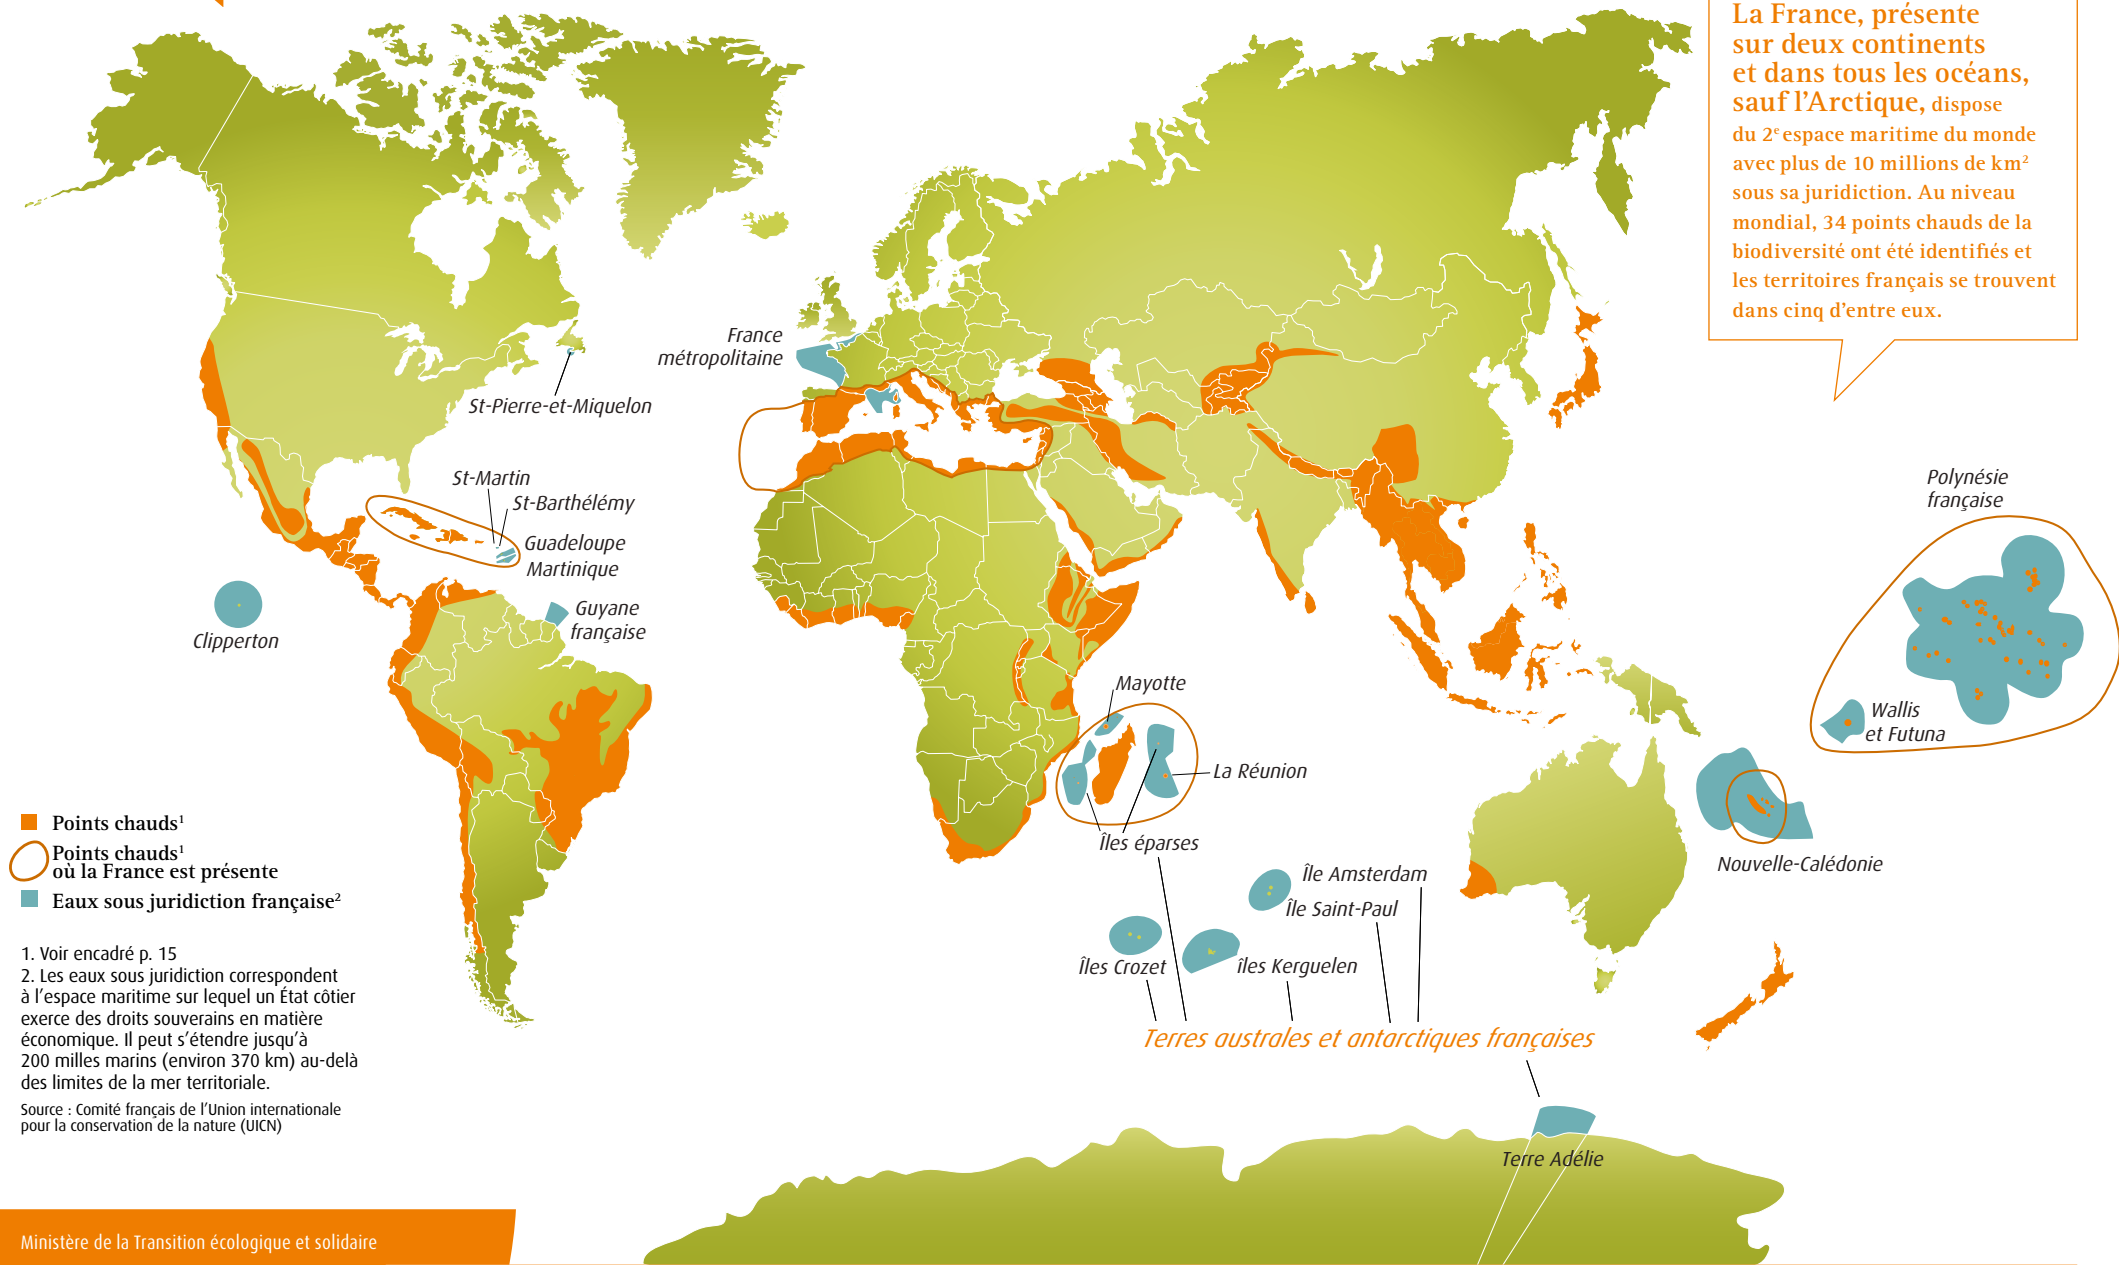 La France, présente
sur deux continents
et dans tous les océans,
sauf l'Arctique, dispose
du 2e espace maritime du monde
avec plus de 10 millions de km²
sous sa juridiction. Au niveau
mondial, 34 points chauds de la
biodiversité ont été identifiés et
les territoires français se trouvent
dans cinq d'entre eux.
France
métropolitaine
St-Pierre-et-Miquelon
St-Martin
St-Barthélémy
Guadeloupe
Martinique
Guyane
française
Clipperton
Polynésie
française
Wallis
et Futuna
Mayotte
La Réunion
Îles éparses
Nouvelle-Calédonie
Île Amsterdam
Île Saint-Paul
Îles Crozet
îles Kerguelen
Terres australes et antarctiques françaises
Terre Adélie
Points chauds¹
Points chauds¹
où la France est présente
Eaux sous juridiction française²
1. Voir encadré p. 15
2. Les eaux sous juridiction correspondent
à l'espace maritime sur lequel un État côtier
exerce des droits souverains en matière
économique. Il peut s'étendre jusqu'à
200 milles marins (environ 370 km) au-delà
des limites de la mer territoriale.
Source : Comité français de l'Union internationale
pour la conservation de la nature (UICN)
Ministère de la Transition écologique et solidaire